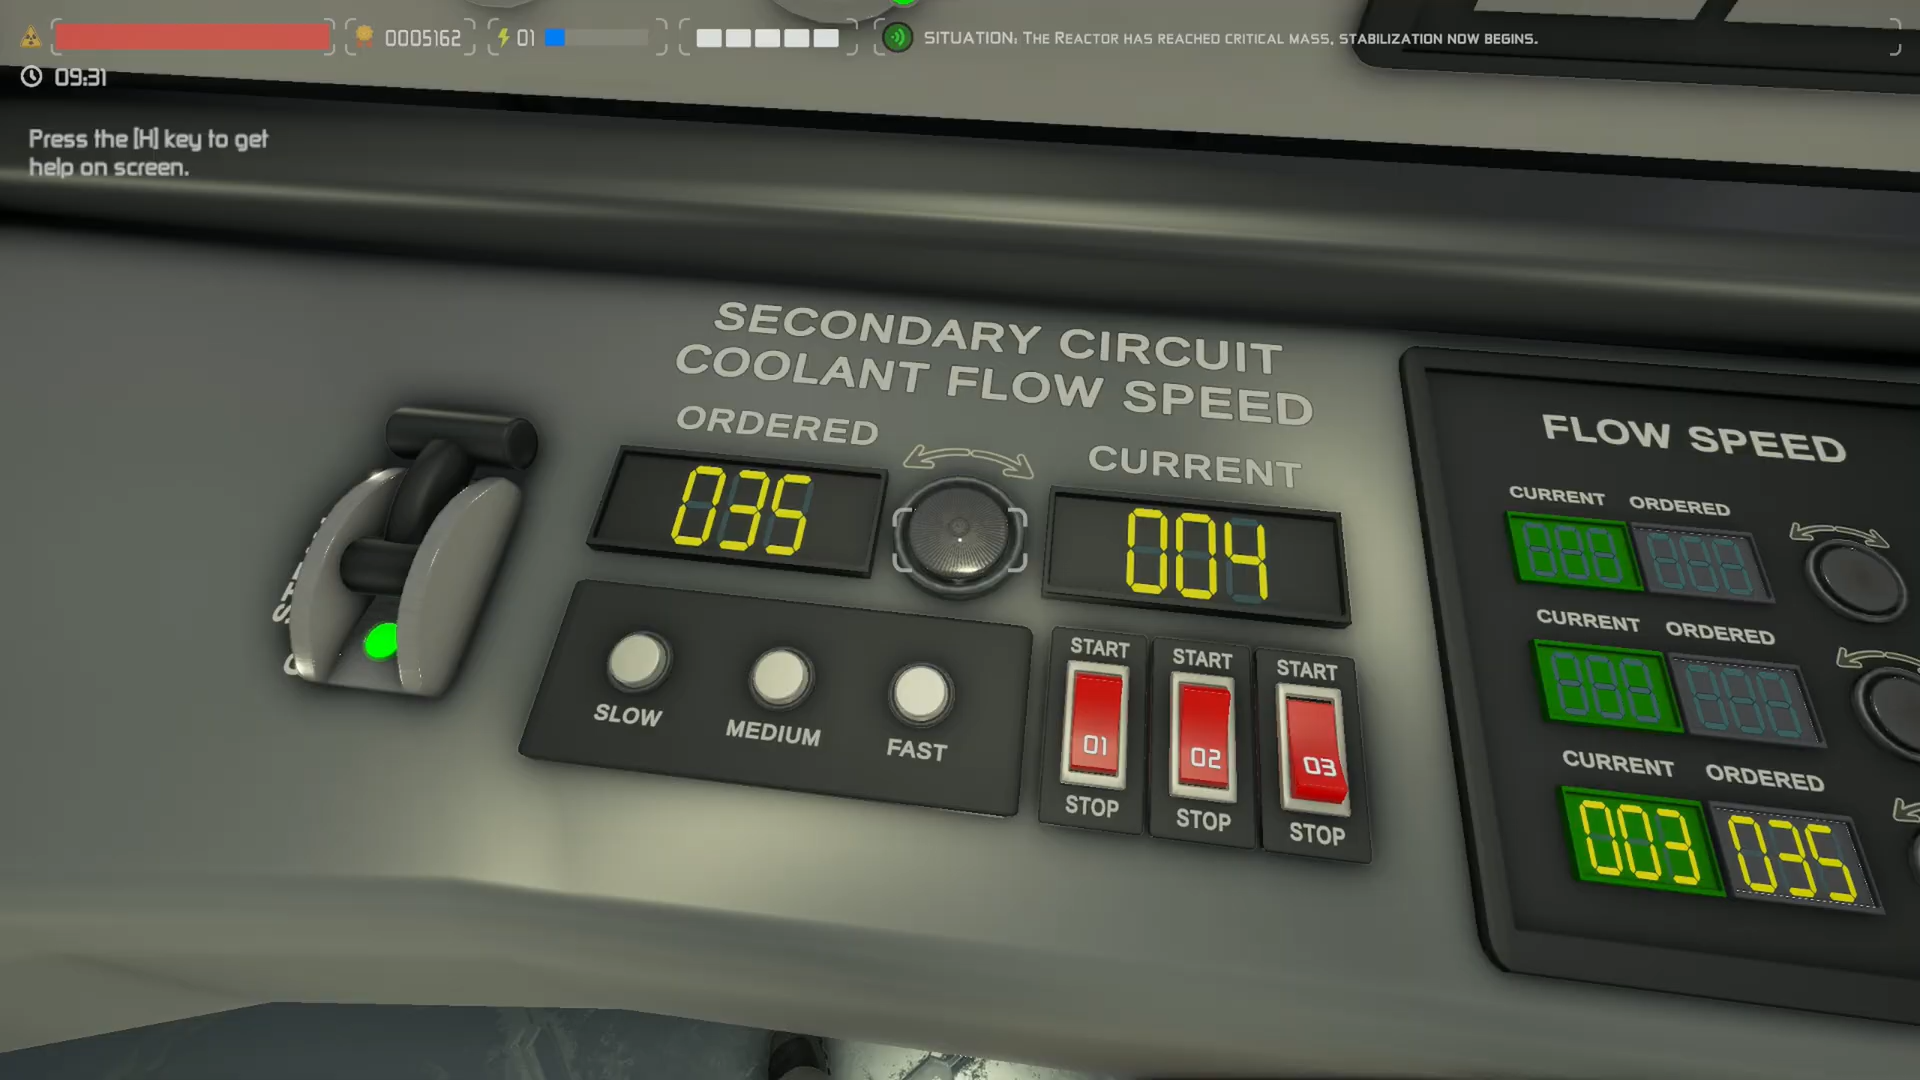 0005162
01
SITUATION: THE REACTOR HAS REACHED CRITICAL MASS, STABILIZATION NOW BEGINS.
09:31
Press the [H] key to get
help on screen.
SECONDARY CIRCUIT
COOLANT FLOW SPEED
ORDERED
CURRENT
035
004
SLOW
MEDIUM
FAST
START
START
START
01
02
03
STOP
STOP
STOP
FLOW SPEED
CURRENT ORDERED
CURRENT ORDERED
CURRENT ORDERED
003 035